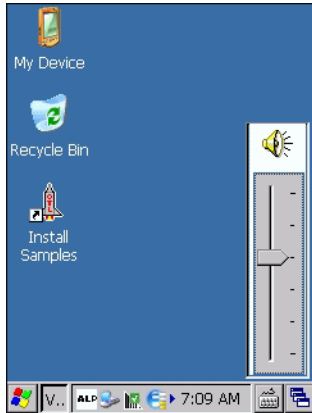 My Device
Recycle Bin
Install
Samples
V.. ALP 7:09 AM